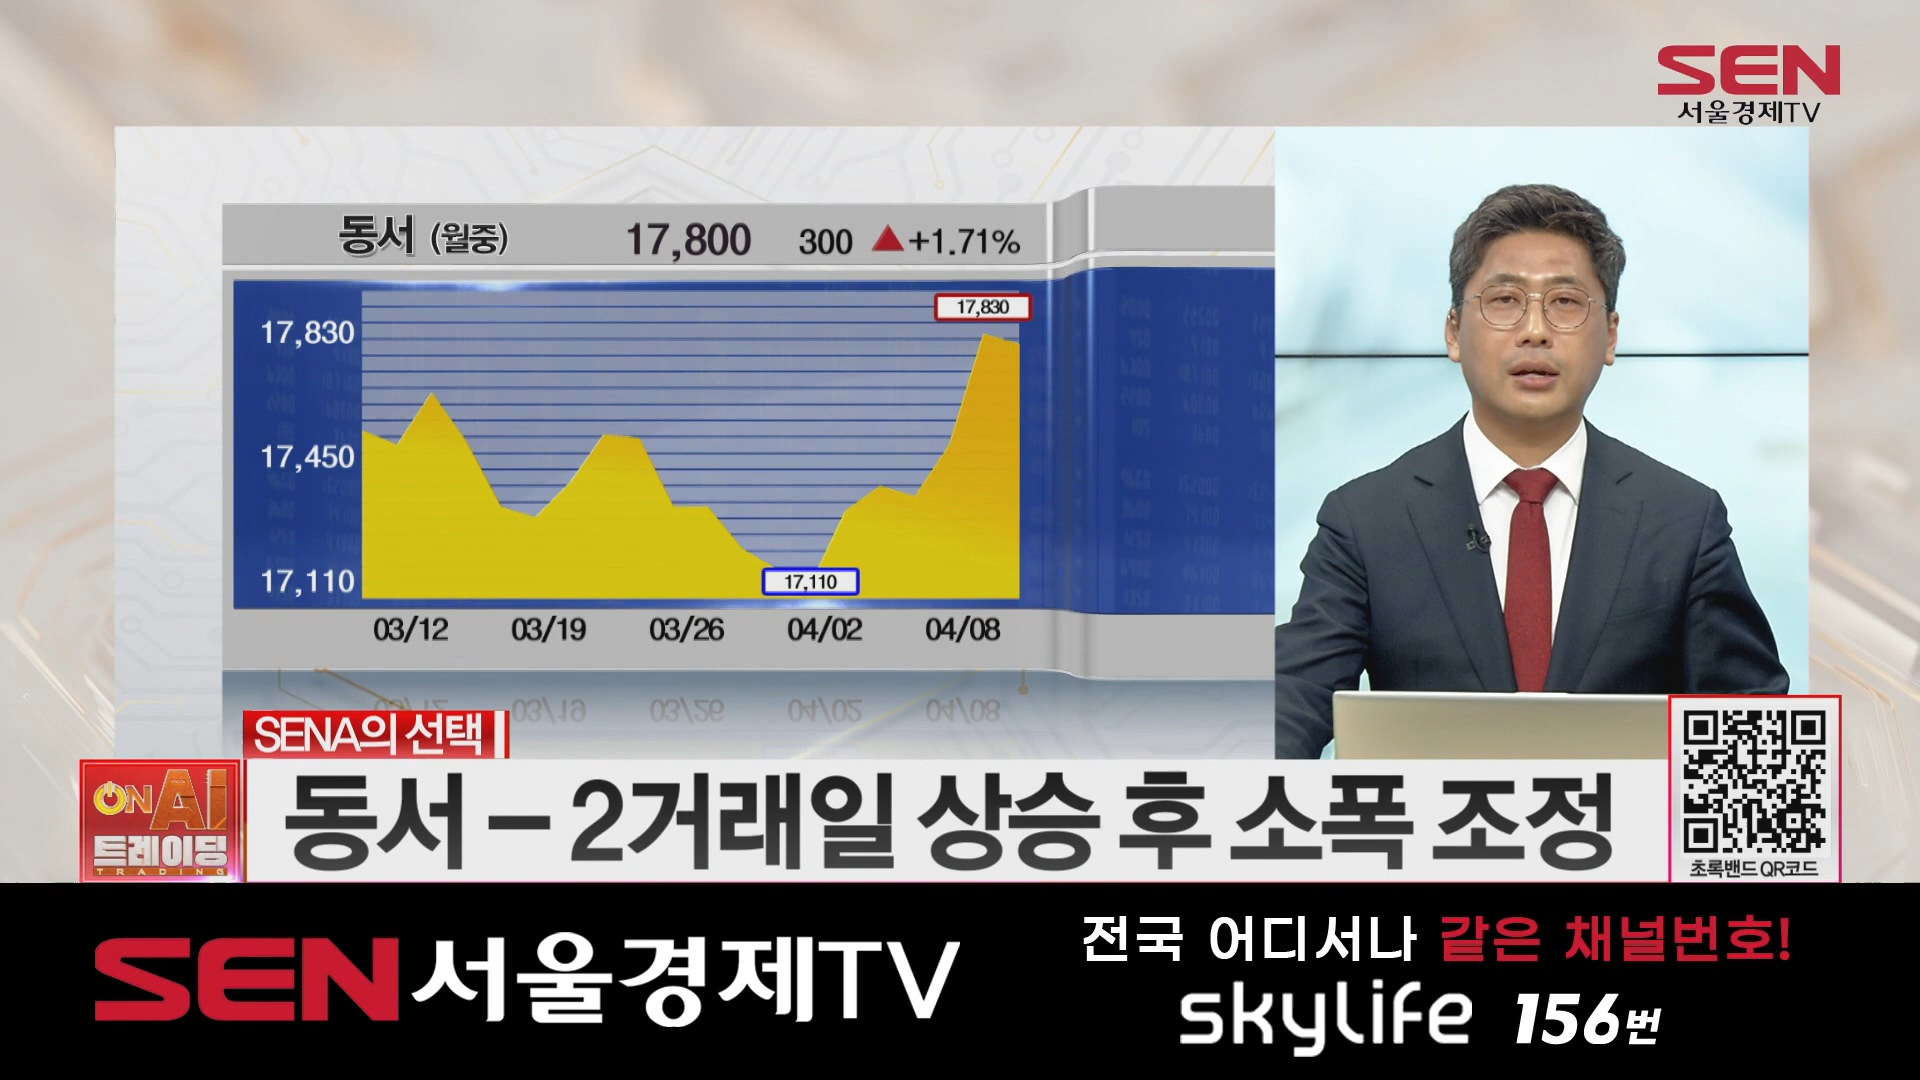 SEN
서울경제TV
동서 (월중) 17,800 300 ▲+1.71%
17,830
17,830
17,450
17,110
17,110
03/12 03/19 03/26 04/02 04/08
SENA의 선택
ON AI
트레이딩
TRADING
동서 - 2거래일 상승 후 소폭 조정
초록밴드 QR코드
SEN 서울경제TV
전국 어디서나 같은 채널번호!
skylife 156번